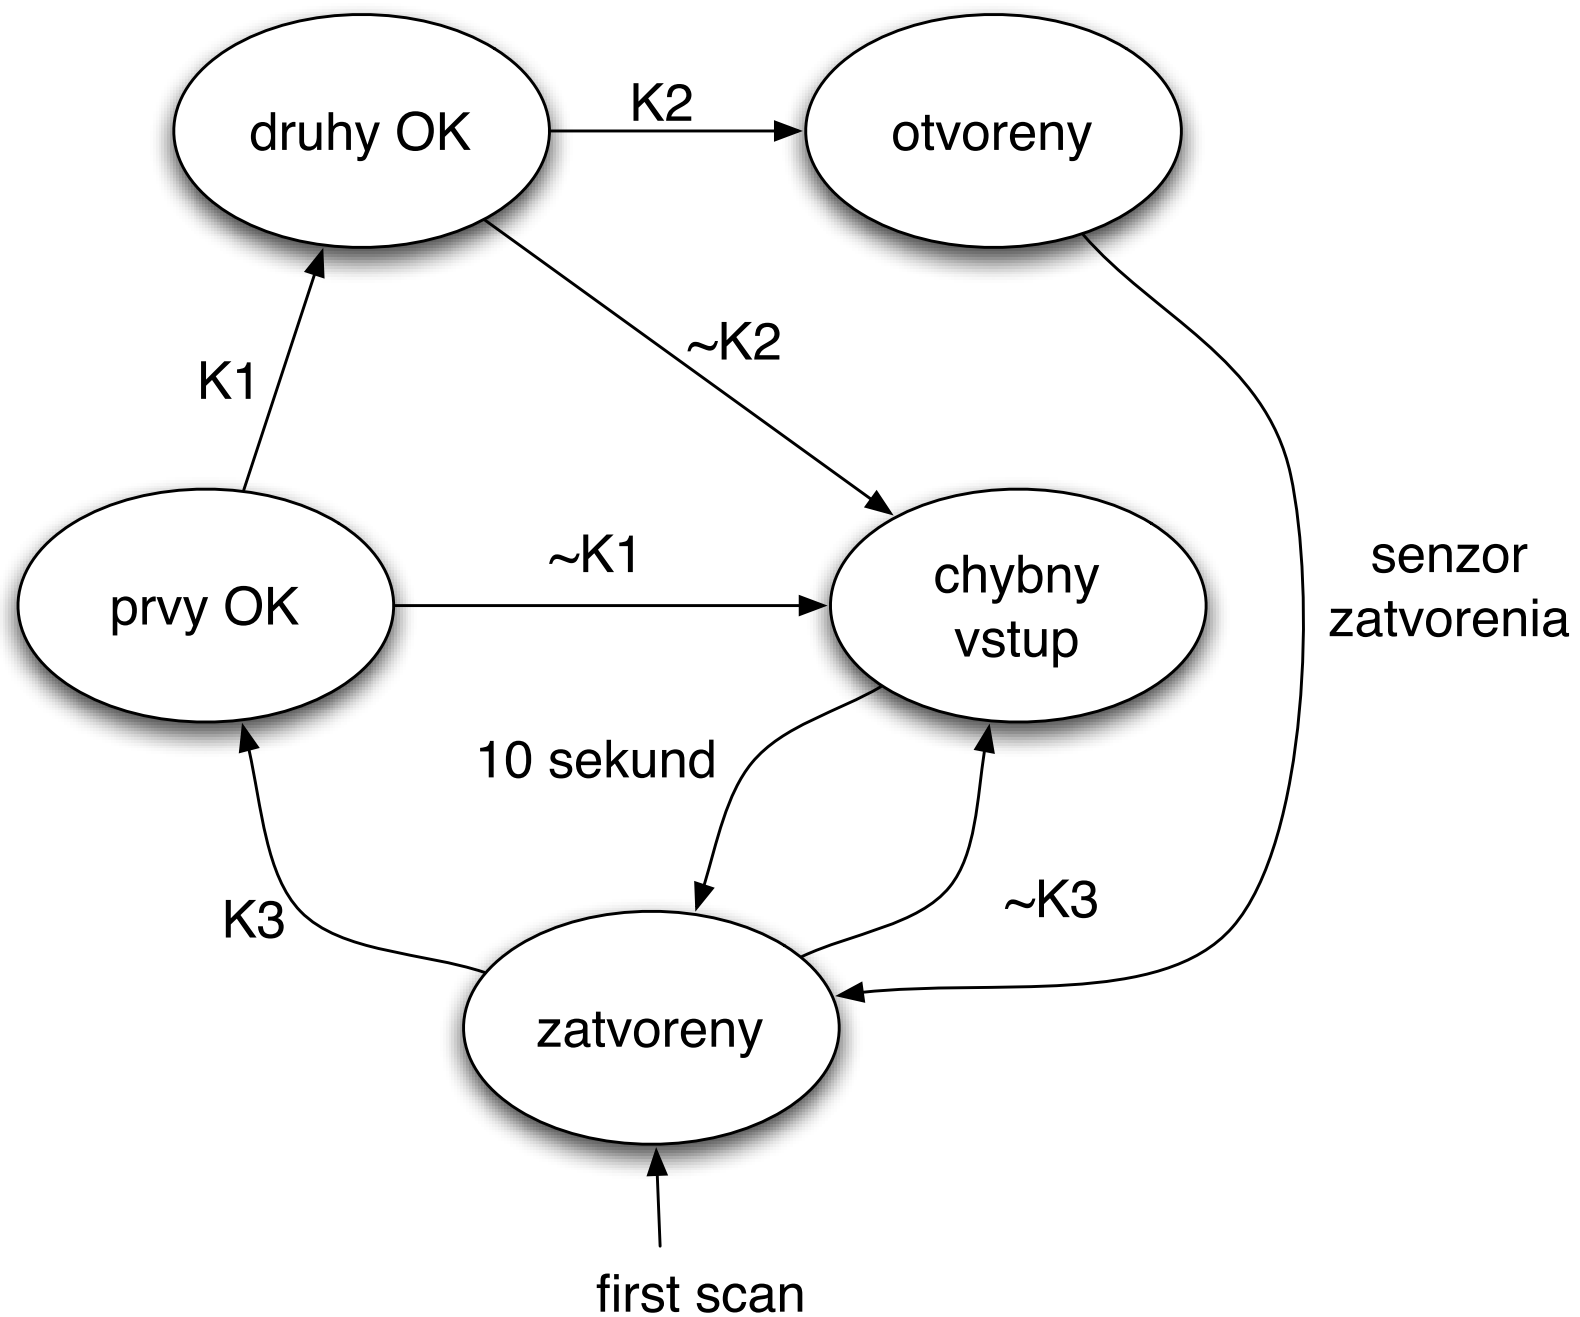 druhy OK
K2
otvoreny
~K2
K1
~K1
senzor
zatvorenia
prvy OK
chybny
vstup
10 sekund
K3
~K3
zatvoreny
first scan